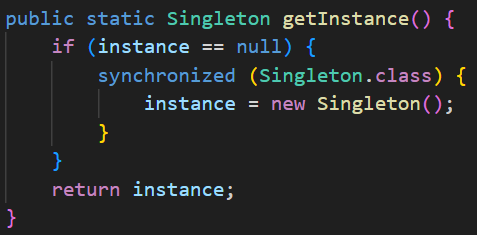 public static Singleton getInstance() {
    if (instance == null) {
        synchronized (Singleton.class) {
            instance = new Singleton();
        }
    }
    return instance;
}